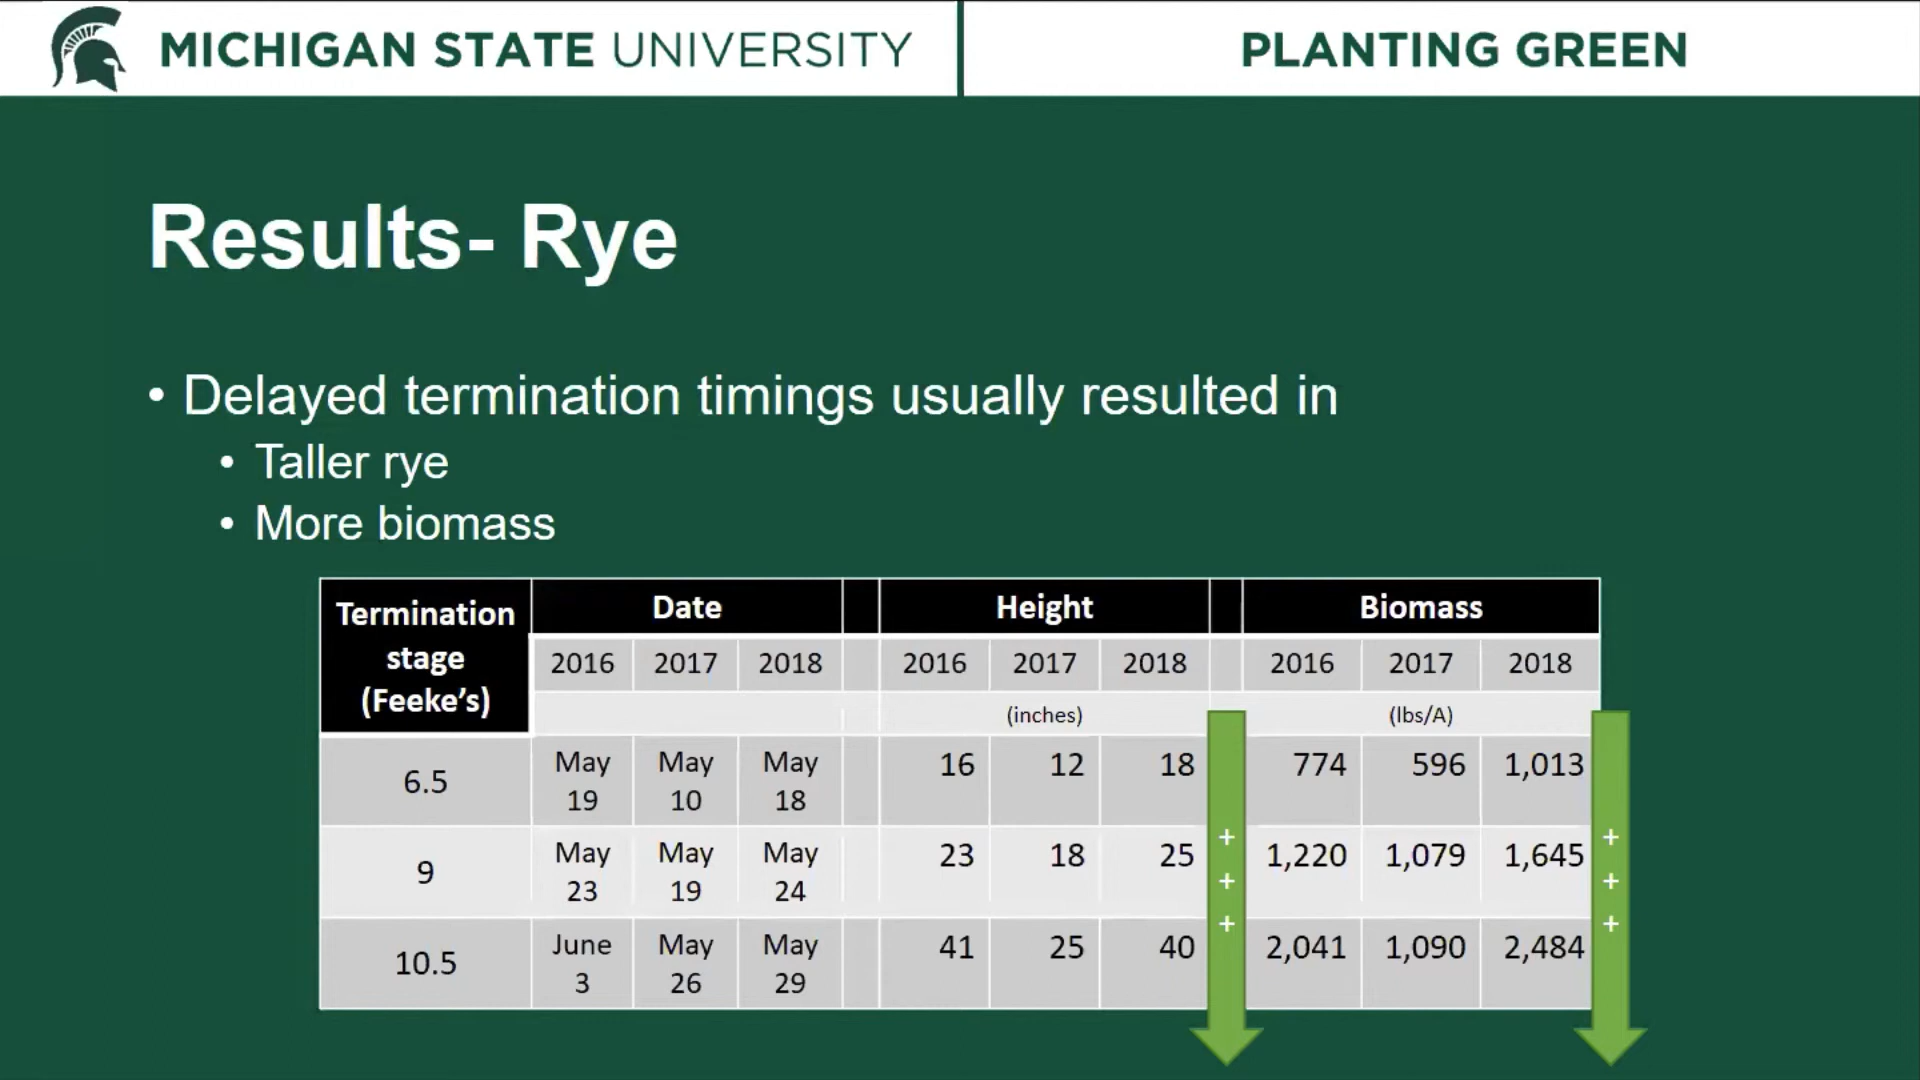 MICHIGAN STATE UNIVERSITY
PLANTING GREEN
Results- Rye
• Delayed termination timings usually resulted in
• Taller rye
• More biomass
Termination stage (Feeke's) Date Height Biomass
2016 2017 2018 2016 2017 2018 2016 2017 2018
(inches) (lbs/A)
6.5 May 19 May 10 May 18 16 12 18 774 596 1,013
9 May 23 May 19 May 24 23 18 25 1,220 1,079 1,645
10.5 June 3 May 26 May 29 41 25 40 2,041 1,090 2,484
+ +
+ +
+ +